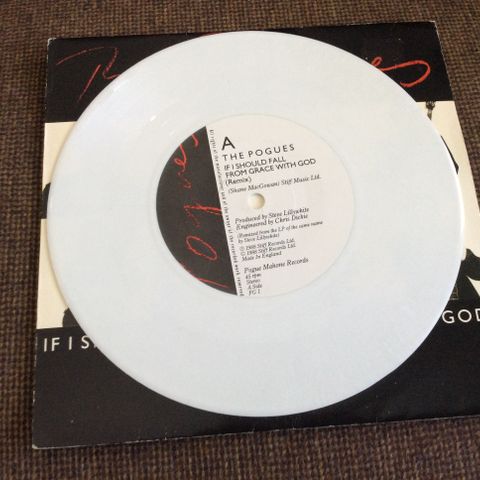 A
THE POGUES
IF I SHOULD FALL
FROM GRACE WITH GOD
(Remix)
(Shane MacGowan) Stiff Music Ltd.
Produced by Steve Lillywhite
Engineered by Chris Dickie
(Remixed from the LP of the same name
by Steve Lillywhite)
℗ 1988 Stiff Records Ltd.
© 1988 Stiff Records Ltd.
Made In England
Pogue Mahone Records
45 rpm
Stereo
A Side
PG 1
Pogues
IF I S
GOD